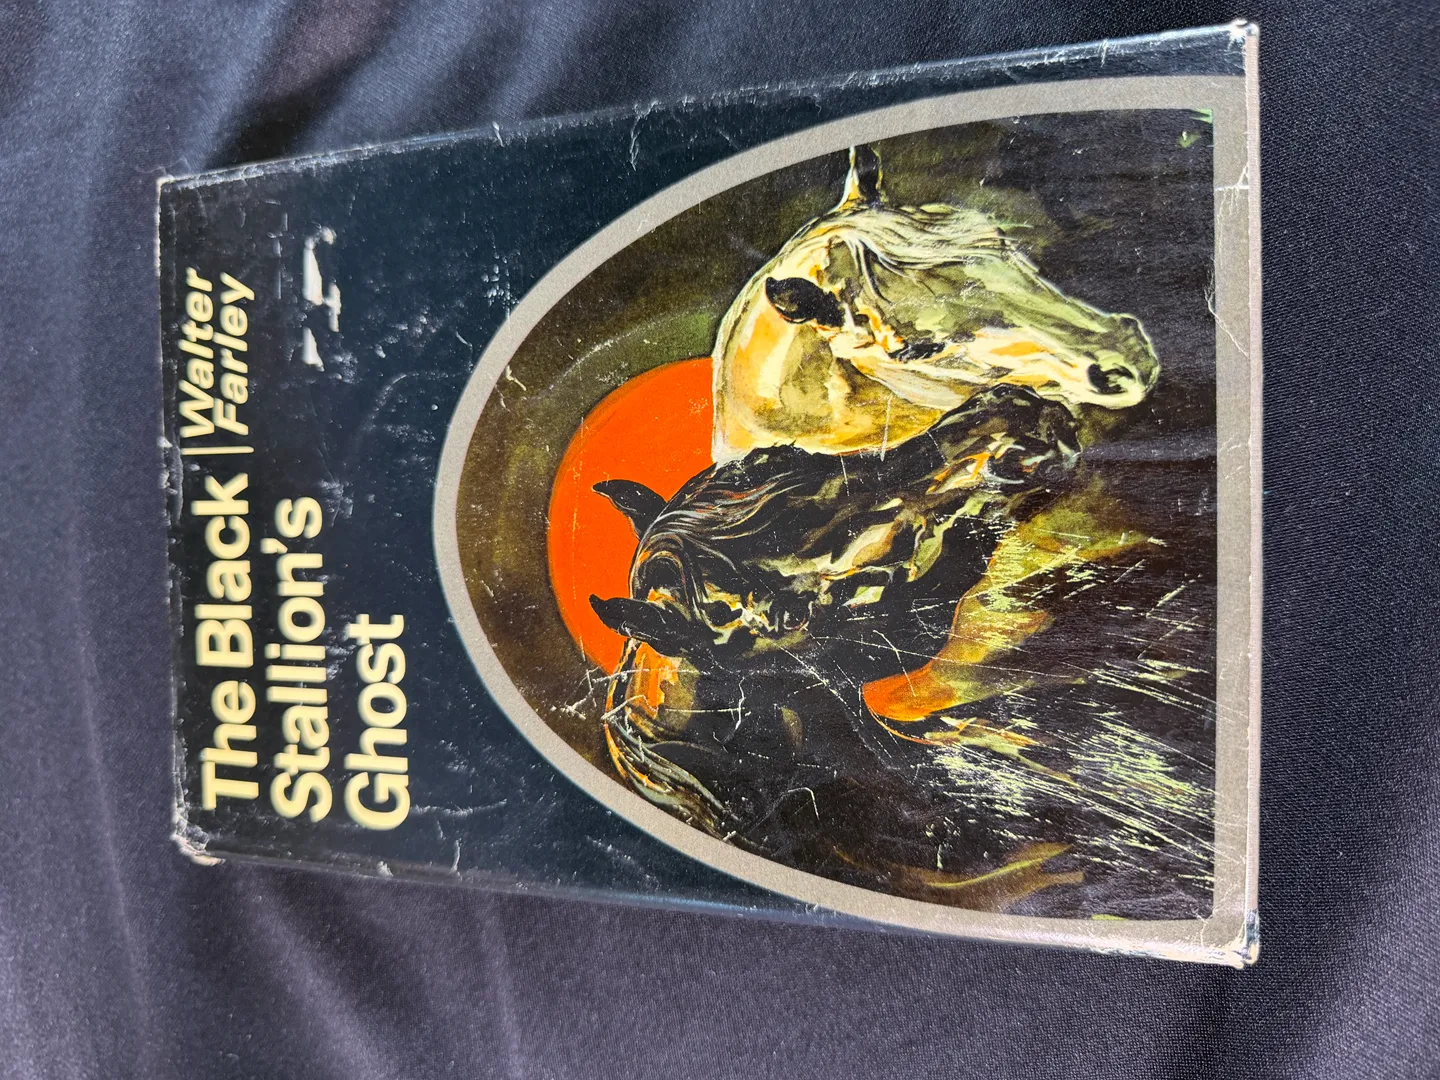 The Black
Stallion's
Ghost
Walter
Farley